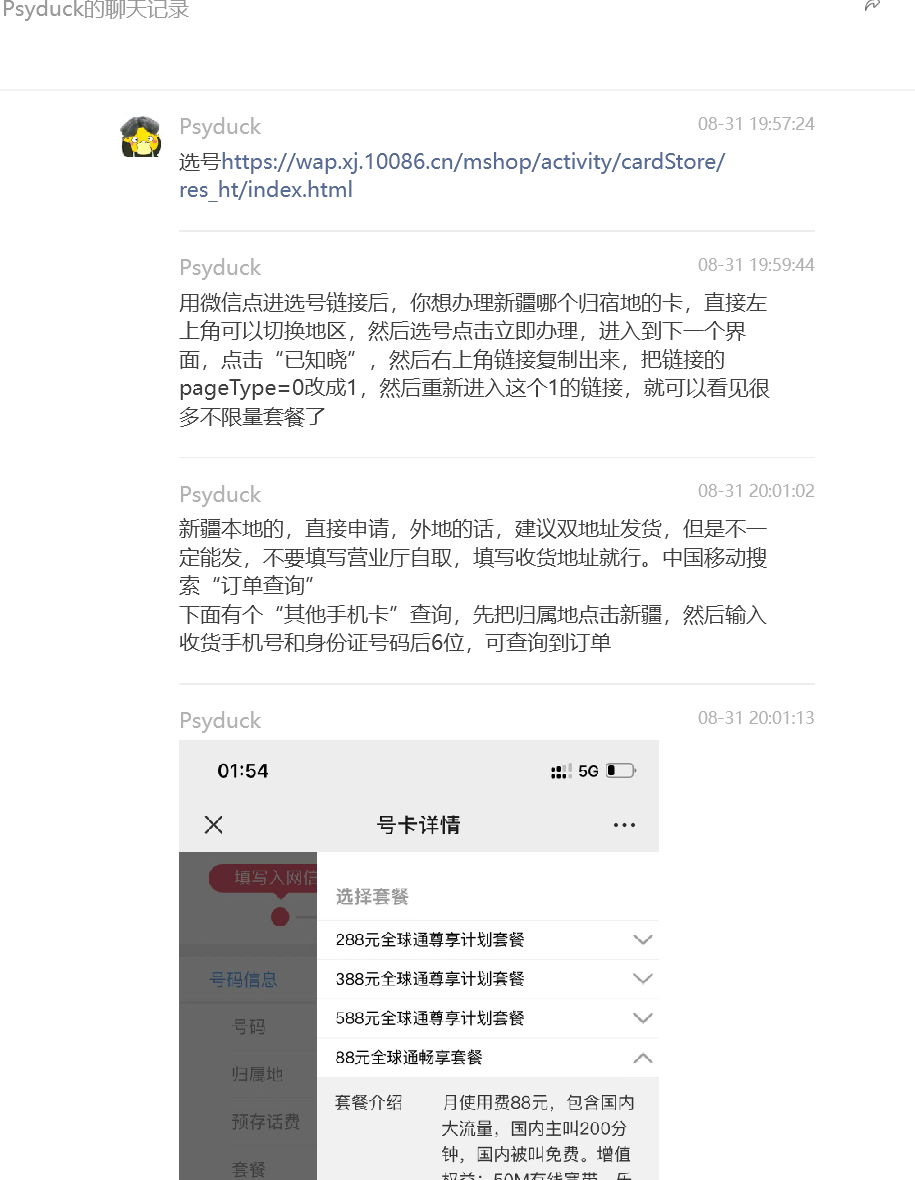 Psyduck的聊天记录
Psyduck
08-31 19:57:24
选号https://wap.xj.10086.cn/mshop/activity/cardStore/
res_ht/index.html
Psyduck
08-31 19:59:44
用微信点进选号链接后，你想办理新疆哪个归宿地的卡，直接左
上角可以切换地区，然后选号点击立即办理，进入到下一个界
面，点击“已知晓”，然后右上角链接复制出来，把链接的
pageType=0改成1，然后重新进入这个1的链接，就可以看见很
多不限量套餐了
Psyduck
08-31 20:01:02
新疆本地的，直接申请，外地的话，建议双地址发货，但是不一
定能发，不要填写营业厅自取，填写收货地址就行。中国移动搜
索“订单查询”
下面有个“其他手机卡”查询，先把归属地点击新疆，然后输入
收货手机号和身份证号码后6位，可查询到订单
Psyduck
08-31 20:01:13
01:54
5G
号卡详情
填写入网信
选择套餐
288元全球通尊享计划套餐
388元全球通尊享计划套餐
号码信息
588元全球通尊享计划套餐
号码
88元全球通畅享套餐
归属地
套餐介绍
月使用费88元，包含国内
预存话费
大流量，国内主叫200分
钟，国内被叫免费。增值
套餐
权益：50M有线宽带、乐